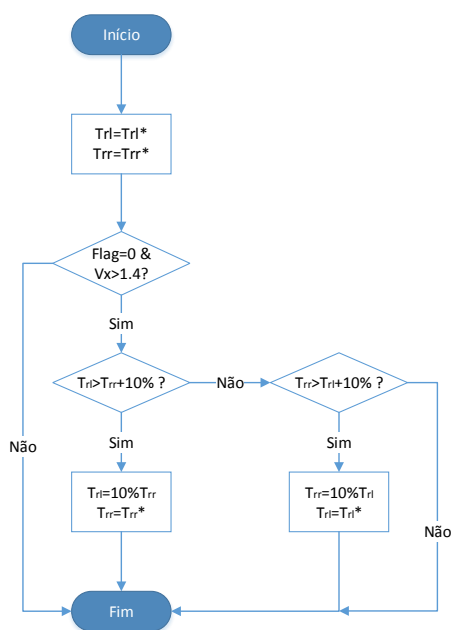 Início
Trl=Trl*
Trr=Trr*
Flag=0 &
Vx>1.4?
Sim
Trl>Trr+10% ?
Não
Trr>Trl+10% ?
Não
Sim
Sim
Trl=10%Trr
Trr=Trr*
Trr=10%Trl
Trl=Trl*
Não
Fim